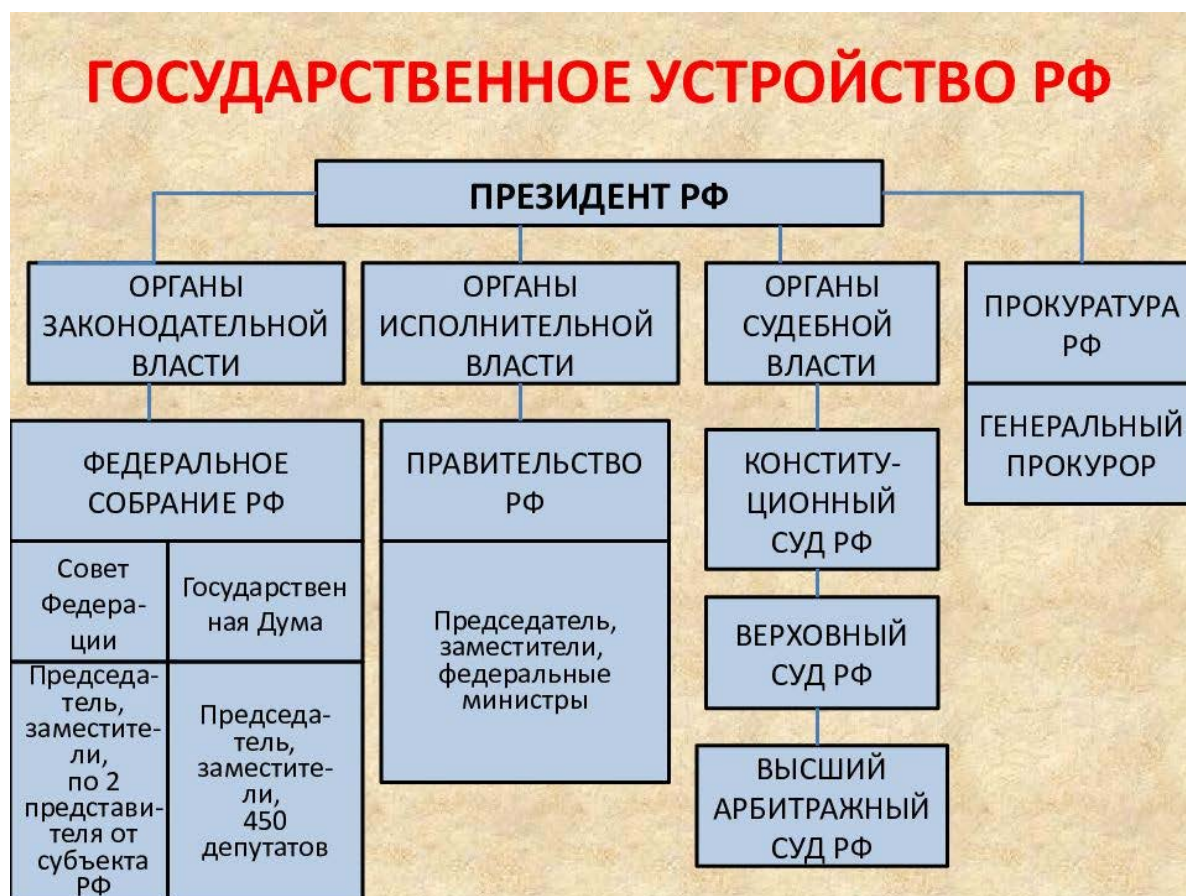 ГОСУДАРСТВЕННОЕ УСТРОЙСТВО РФ
ПРЕЗИДЕНТ РФ
ОРГАНЫ
ЗАКОНОДАТЕЛЬНОЙ
ВЛАСТИ
ОРГАНЫ
ИСПОЛНИТЕЛЬНОЙ
ВЛАСТИ
ОРГАНЫ
СУДЕБНОЙ
ВЛАСТИ
ПРОКУРАТУРА
РФ
ГЕНЕРАЛЬНЫЙ
ПРОКУРОР
ФЕДЕРАЛЬНОЕ
СОБРАНИЕ РФ
Совет
Федера-
ции
Государствен
ная Дума
Председа-
тель,
заместите-
ли,
по 2
представи-
теля от
субъекта
РФ
Председа-
тель,
заместите-
ли,
450
депутатов
ПРАВИТЕЛЬСТВО
РФ
Председатель,
заместители,
федеральные
министры
КОНСТИТУ-
ЦИОННЫЙ
СУД РФ
ВЕРХОВНЫЙ
СУД РФ
ВЫСШИЙ
АРБИТРАЖНЫЙ
СУД РФ